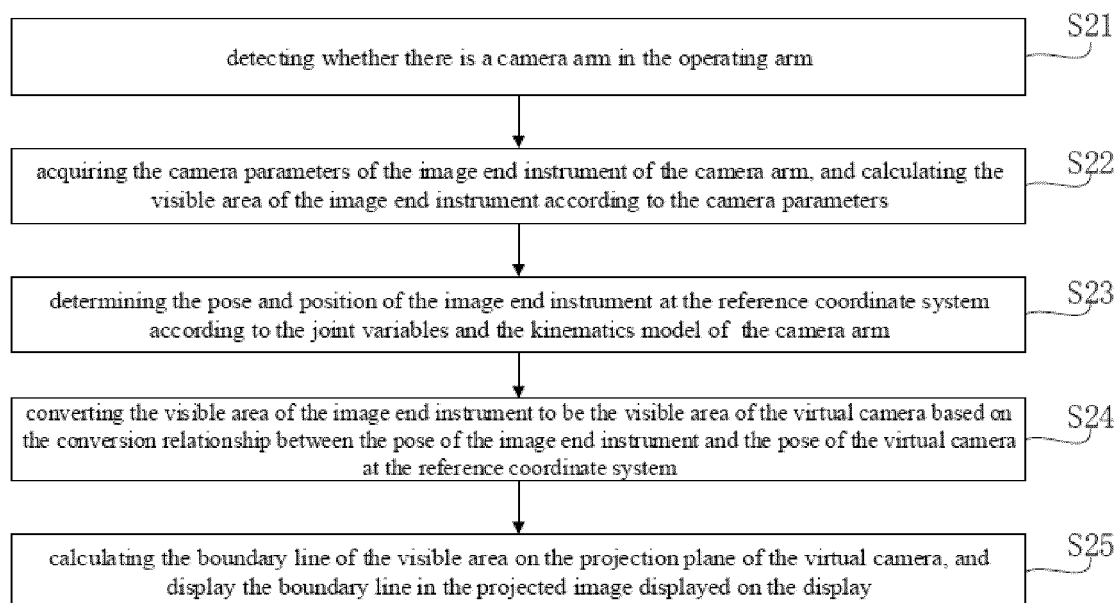 S21
detecting whether there is a camera arm in the operating arm
S22
acquiring the camera parameters of the image end instrument of the camera arm, and calculating the
visible area of the image end instrument according to the camera parameters
S23
determining the pose and position of the image end instrument at the reference coordinate system
according to the joint variables and the kinematics model of the camera arm
S24
converting the visible area of the image end instrument to be the visible area of the virtual camera based on
the conversion relationship between the pose of the image end instrument and the pose of the virtual camera
at the reference coordinate system
S25
calculating the boundary line of the visible area on the projection plane of the virtual camera, and
display the boundary line in the projected image displayed on the display